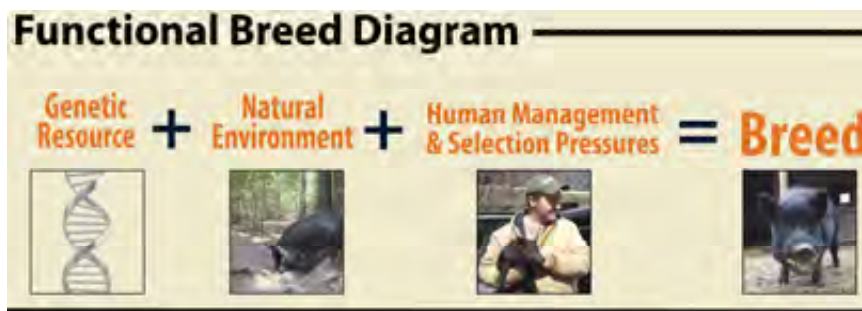 Functional Breed Diagram
Genetic
Resource
+
Natural
Environment
+
Human Management
& Selection Pressures
=
Breed